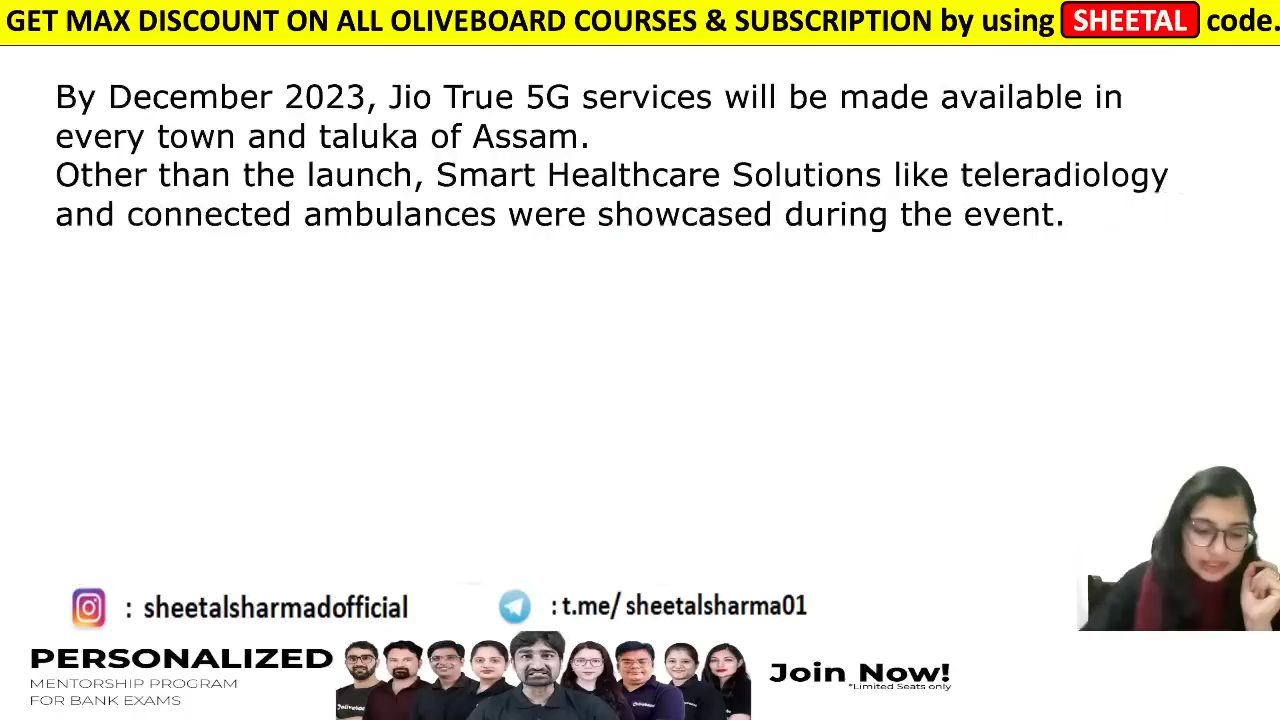 GET MAX DISCOUNT ON ALL OLIVEBOARD COURSES & SUBSCRIPTION by using SHEETAL code.
By December 2023, Jio True 5G services will be made available in
every town and taluka of Assam.
Other than the launch, Smart Healthcare Solutions like teleradiology
and connected ambulances were showcased during the event.
: sheetalsharmadofficial
: t.me/ sheetalsharma01
PERSONALIZED
MENTORSHIP PROGRAM
FOR BANK EXAMS
Join Now!
*Limited Seats only